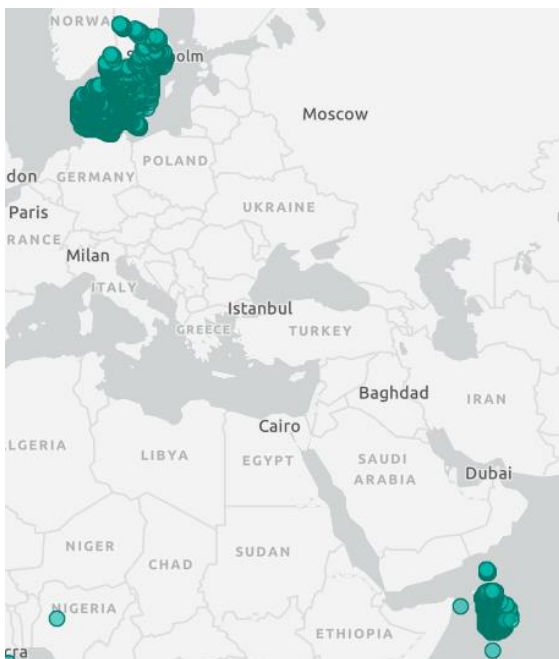 NORWA
olm
Moscow
don
GERMANY
POLAND
Paris
UKRAINE
RANCE
Milan
ITALY
Istanbul
GREECE
TURKEY
Baghdad
IRAN
Cairo
LGERIA
LIBYA
EGYPT
SAUDI
ARABIA
Dubai
NIGER
CHAD
SUDAN
NIGERIA
ETHIOPIA
cra